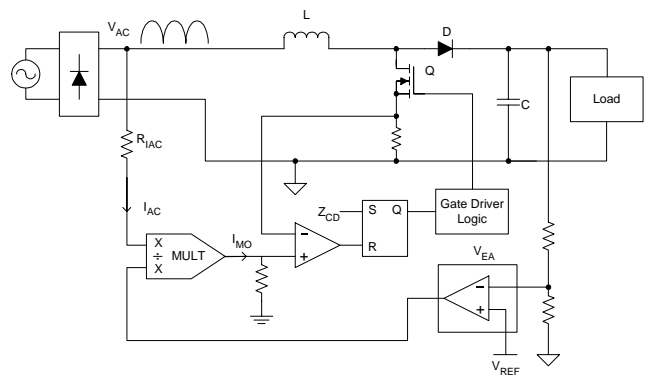 V_AC
L
D
Q
C
Load
R_IAC
I_AC
Z_CD
S
Q
R
Gate Driver
Logic
X
÷
X
MULT
I_MO
-
+
V_EA
-
+
V_REF